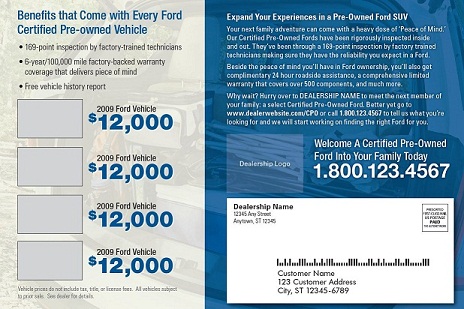 Benefits that Come with Every Ford
Certified Pre-owned Vehicle
• 169-point inspection by factory-trained technicians
• 6-year/100,000 mile factory-backed warranty
coverage that delivers piece of mind
• Free vehicle history report
2009 Ford Vehicle
$12,000
2009 Ford Vehicle
$12,000
2009 Ford Vehicle
$12,000
2009 Ford Vehicle
$12,000
Vehicle prices do not include tax, title, or license fees. All vehicles subject
to prior sale. See dealer for details.
Expand Your Experiences in a Pre-Owned Ford SUV
Your next family adventure can come with a heavy dose of 'Peace of Mind.'
Our Certified Pre-Owned Fords have been rigorously inspected inside
and out. They've been through a 169-point inspection by factory trained
technicians making sure they have the reliability you expect in a Ford.
Beside the peace of mind you'll have in Ford ownership, you'll also get
complimentary 24 hour roadside assistance, a comprehensive limited
warranty that covers over 500 components, and much more.
Why wait? Hurry over to DEALERSHIP NAME to meet the next member of
your family: a select Certified Pre-Owned Ford. Better yet go to
www.dealerwebsite.com/CPO or call 1.800.123.4567 to tell us what you're
looking for and we will start working on finding the right Ford for you.
Dealership Logo
Welcome A Certified Pre-Owned
Ford Into Your Family Today
1.800.123.4567
Dealership Name
12345 Any Street
Anytown, ST 12345
PRESORTED
FIRST-CLASS MAIL
US POSTAGE
PAID
Customer Name
123 Customer Address
City, ST 12345-6789